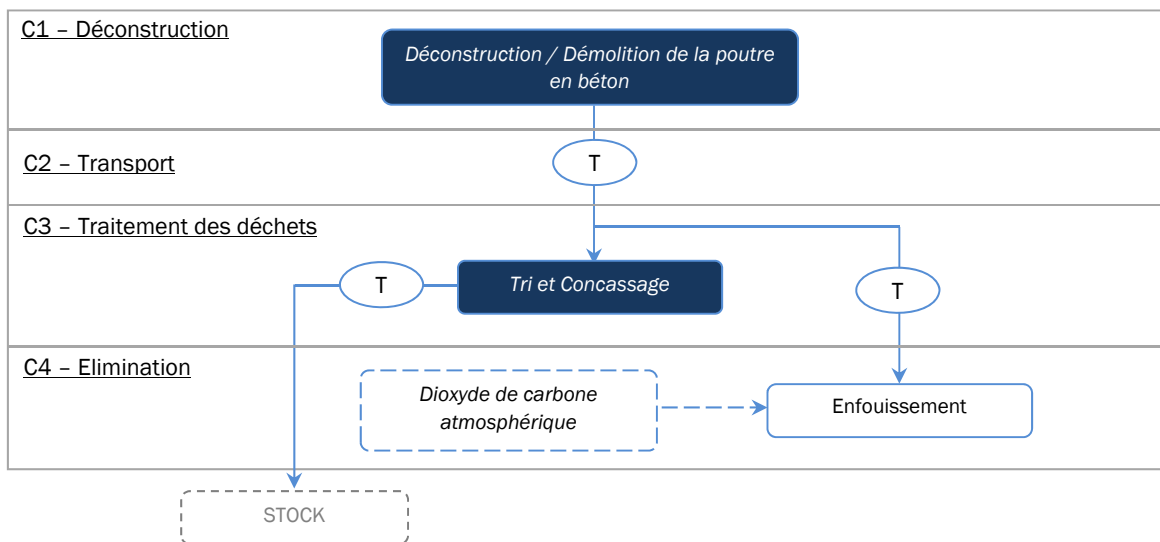 C1 – Déconstruction
Déconstruction / Démolition de la poutre
en béton
C2 – Transport
T
C3 – Traitement des déchets
T
Tri et Concassage
T
C4 – Elimination
Dioxyde de carbone
atmosphérique
Enfouissement
STOCK